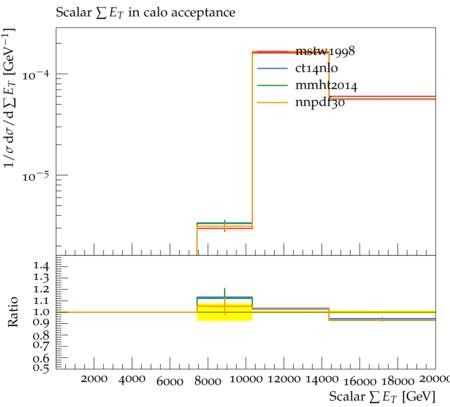 Scalar ∑ E_T in calo acceptance
1/σ dσ/d ∑ E_T [GeV⁻¹]
10⁻⁴
10⁻⁵
mstw1998
ct14nlo
mmht2014
nnpdf30
Ratio
1.4
1.3
1.2
1.1
1.0
0.9
0.8
0.7
0.6
0.5
2000 4000 6000 8000 10000 12000 14000 16000 18000 20000
Scalar ∑ E_T [GeV]